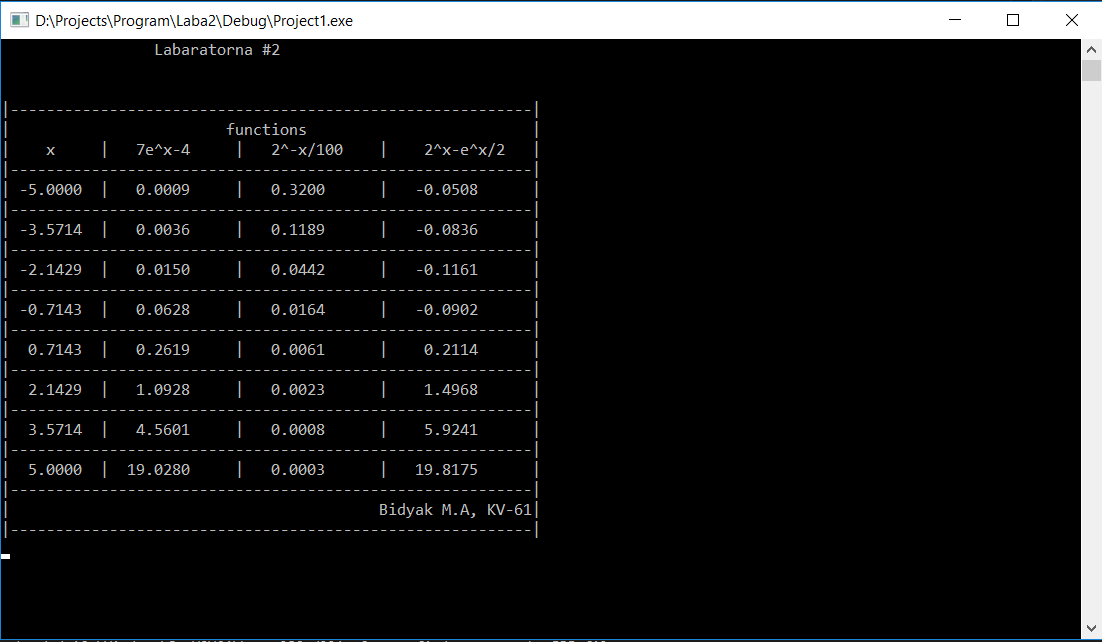 D:\Projects\Program\Laba2\Debug\Project1.exe
Labaratorna #2
|----------------------------------------------------------|
| functions |
| x | 7e^x-4 | 2^-x/100 | 2^x-e^x/2 |
|----------------------------------------------------------|
| -5.0000 | 0.0009 | 0.3200 | -0.0508 |
|----------------------------------------------------------|
| -3.5714 | 0.0036 | 0.1189 | -0.0836 |
|----------------------------------------------------------|
| -2.1429 | 0.0150 | 0.0442 | -0.1161 |
|----------------------------------------------------------|
| -0.7143 | 0.0628 | 0.0164 | -0.0902 |
|----------------------------------------------------------|
| 0.7143 | 0.2619 | 0.0061 | 0.2114 |
|----------------------------------------------------------|
| 2.1429 | 1.0928 | 0.0023 | 1.4968 |
|----------------------------------------------------------|
| 3.5714 | 4.5601 | 0.0008 | 5.9241 |
|----------------------------------------------------------|
| 5.0000 | 19.0280 | 0.0003 | 19.8175 |
|----------------------------------------------------------|
| Bidyak M.A, KV-61|
|----------------------------------------------------------|